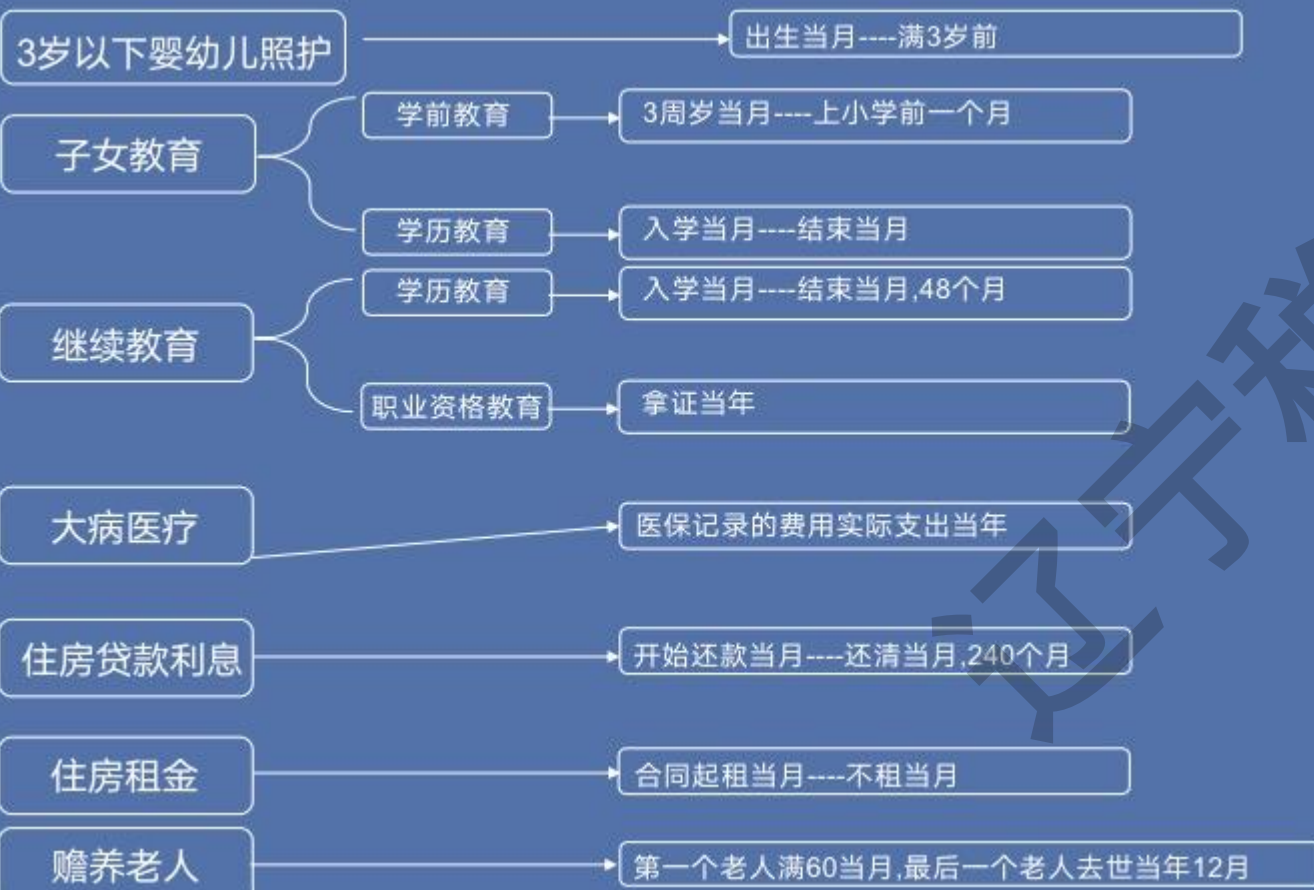 3岁以下婴幼儿照护
出生当月----满3岁前
子女教育
学前教育
3周岁当月----上小学前一个月
学历教育
入学当月----结束当月
继续教育
学历教育
入学当月----结束当月,48个月
职业资格教育
拿证当年
大病医疗
医保记录的费用实际支出当年
住房贷款利息
开始还款当月----还清当月,240个月
住房租金
合同起租当月----不租当月
赡养老人
第一个老人满60当月,最后一个老人去世当年12月
辽宁税